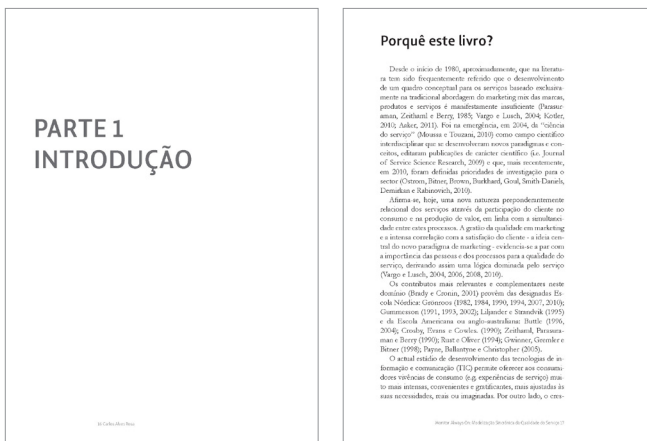 PARTE 1
INTRODUÇÃO
Porquê este livro?
Desde o início de 1980, aproximadamente, que na literatu-
ra tem sido frequentemente referido que o desenvolvimento
de um quadro conceptual para os serviços baseado exclusiva-
mente na tradicional abordagem do marketing mix das marcas,
produtos e serviços é manifestamente insuficiente (Parasur-
aman, Zeithaml e Berry, 1985; Vargo e Lusch, 2004; Kotler,
2010; Aaker, 2011). Foi na emergência, em 2004, da "ciência
do serviço" (Moussa e Touzani, 2010) como campo científico
interdisciplinar que se desenvolveram novos paradigmas e con-
ceitos, editaram publicações de carácter científico (i.e. Journal
of Service Science Research, 2009) e que, mais recentemente,
em 2010, foram definidas prioridades de investigação para o
sector (Ostrom, Bitner, Brown, Burkhard, Goul, Smith-Daniels,
Demirkan e Rabinovich, 2010).
Afirma-se, hoje, uma nova natureza preponderantemente
relacional dos serviços através da participação do cliente no
consumo e na produção de valor, em linha com a simultanei-
dade entre estes processos. A gestão da qualidade em marketing
e a intensa correlação com a satisfação do cliente - a ideia cen-
tral do novo paradigma de marketing - evidencia-se a par com
a importância das pessoas e dos processos para a qualidade do
serviço, derivando assim uma lógica dominada pelo serviço
(Vargo e Lusch, 2004, 2006, 2008, 2010).
Os contributos mais relevantes e complementares neste
domínio (Brady e Cronin, 2001) provêm das designadas Es-
cola Nórdica: Grönroos (1982, 1984, 1990, 1994, 2007, 2010);
Gummesson (1991, 1993, 2002); Liljander e Strandvik (1995)
e da Escola Americana ou anglo-australiana: Buttle (1996,
2004); Crosby, Evans e Cowles. (1990); Zeithaml, Parasura-
man e Berry (1990); Rust e Oliver (1994); Gwinner, Gremler e
Bitner (1998); Payne, Ballantyne e Christopher (2005).
O actual estádio de desenvolvimento das tecnologias de in-
formação e comunicação (TIC) permite oferecer aos consumi-
dores vivências de consumo (e.g. experiências de serviço) mui-
to mais intensas, convenientes e gratificantes, mais ajustadas às
suas necessidades, mais ou imaginadas. Por outro lado, o cres-
Carlos Alves Rosa
da Qualidade do Serviço